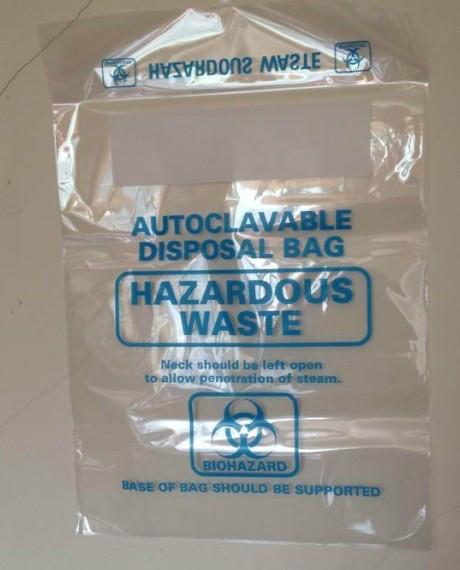 HAZARDOUS WASTE
AUTOCLAVABLE
DISPOSAL BAG
HAZARDOUS
WASTE
Neck should be left open
to allow penetration of steam.
BIOHAZARD
BASE OF BAG SHOULD BE SUPPORTED